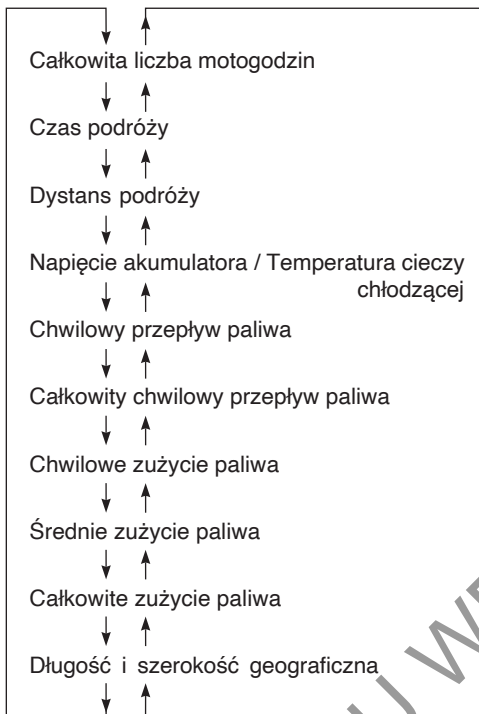 Całkowita liczba motogodzin
Czas podróży
Dystans podróży
Napięcie akumulatora / Temperatura cieczy
chłodzącej
Chwilowy przepływ paliwa
Całkowity chwilowy przepływ paliwa
Chwilowe zużycie paliwa
Średnie zużycie paliwa
Całkowite zużycie paliwa
Długość i szerokość geograficzna